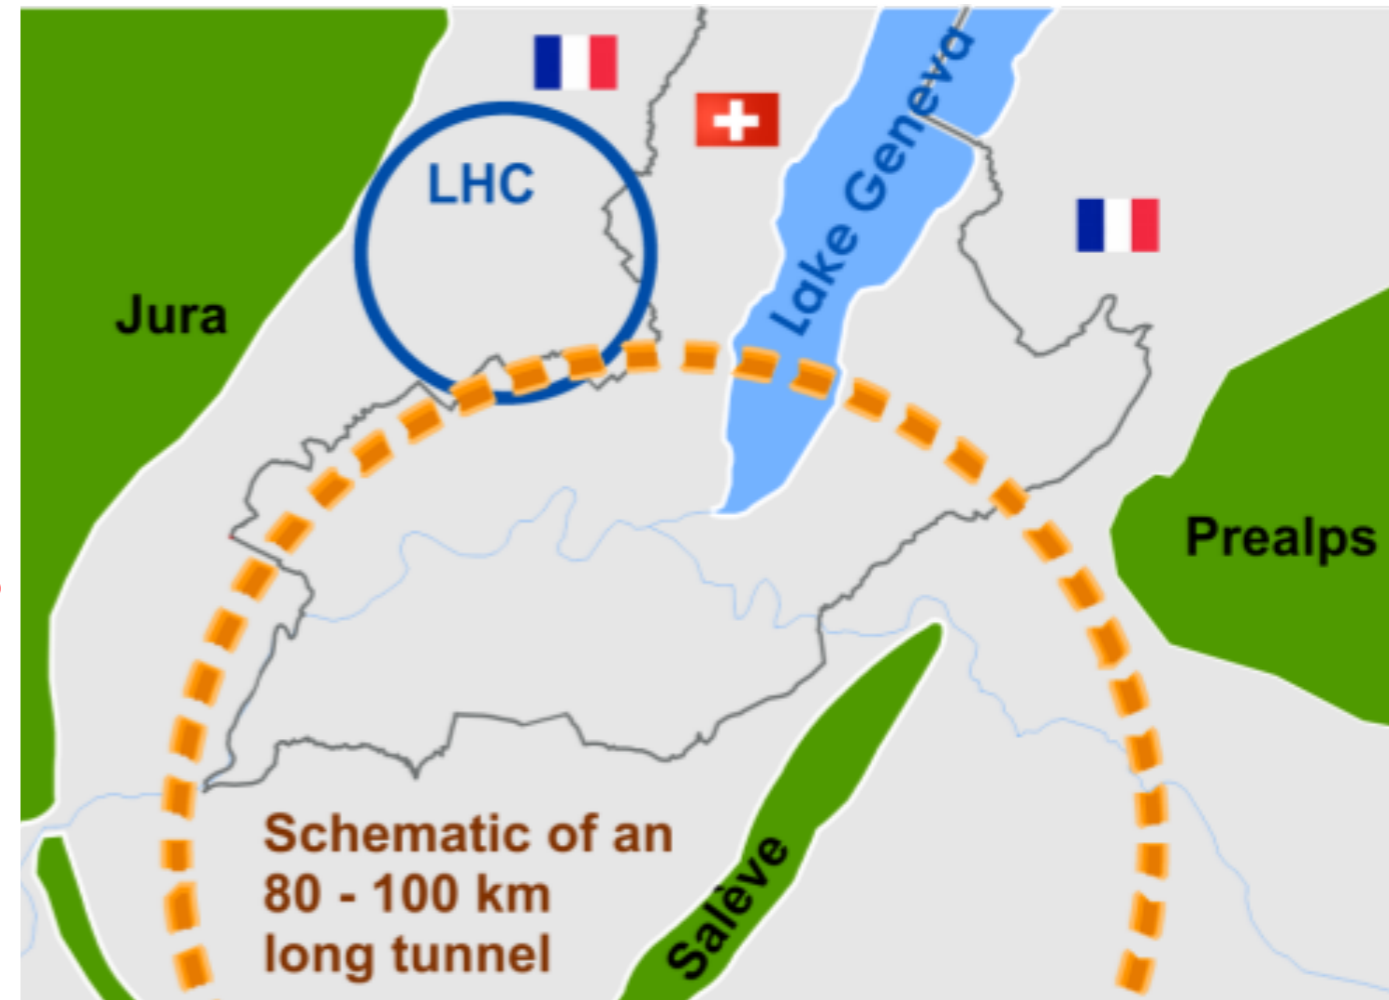 LHC
Lake Geneva
Jura
Prealps
Schematic of an
80 - 100 km
long tunnel
Salève